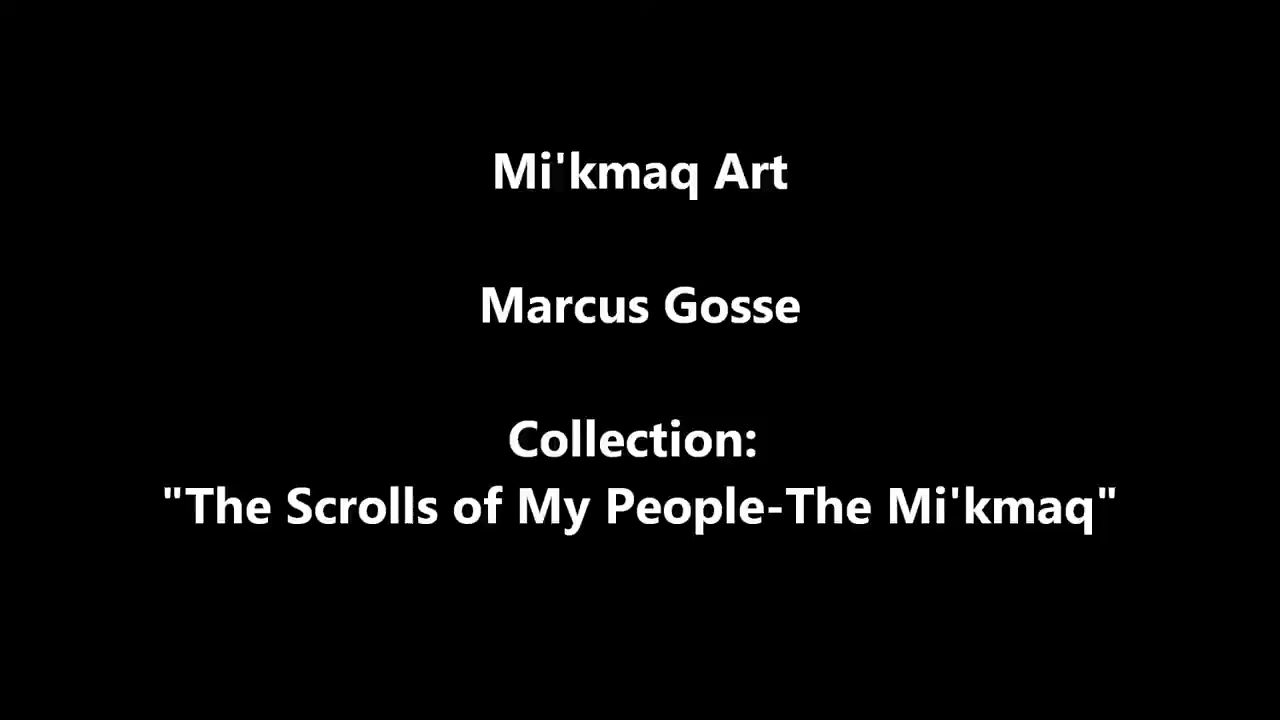 Mi'kmaq Art
Marcus Gosse
Collection:
"The Scrolls of My People-The Mi'kmaq"